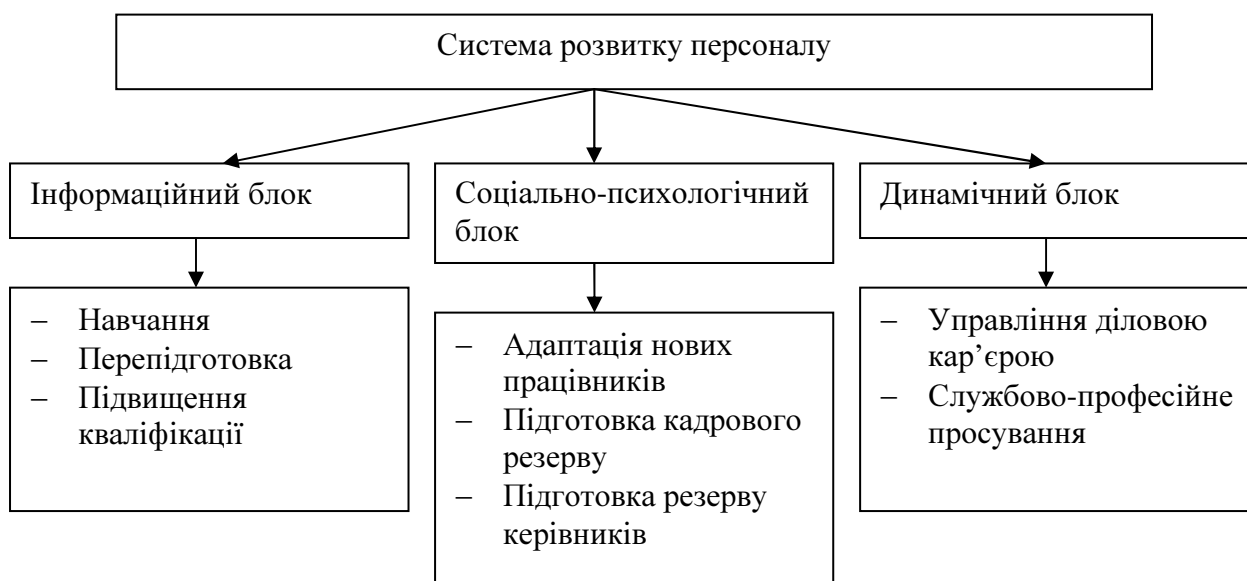 Система розвитку персоналу
Інформаційний блок
Соціально-психологічний
блок
Динамічний блок
– Навчання
– Перепідготовка
– Підвищення
кваліфікації
– Адаптація нових
працівників
– Підготовка кадрового
резерву
– Підготовка резерву
керівників
– Управління діловою
кар’єрою
– Службово-професійне
просування